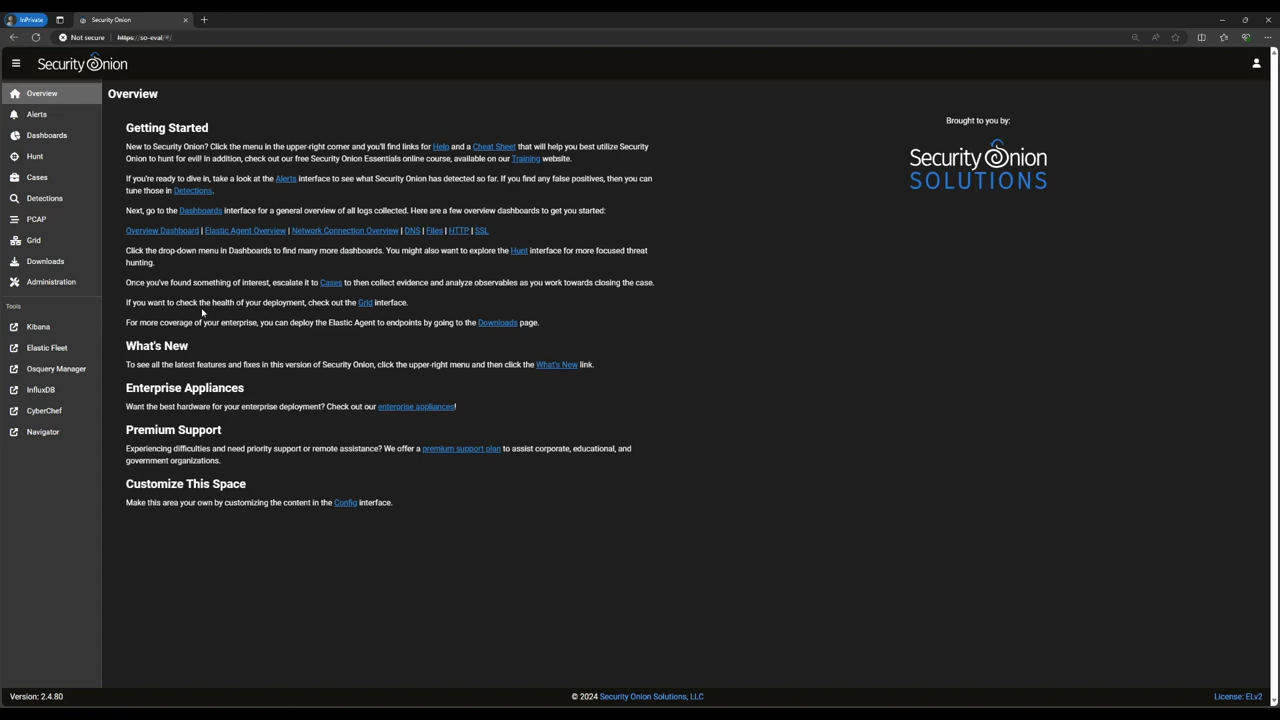 InPrivate
Security Onion
Not secure
https://so-eval/#/
Security Onion
Overview
Alerts
Dashboards
Hunt
Cases
Detections
PCAP
Grid
Downloads
Administration
Tools
Kibana
Elastic Fleet
Osquery Manager
InfluxDB
CyberChef
Navigator
Version: 2.4.80
Overview
Getting Started
New to Security Onion? Click the menu in the upper-right corner and you'll find links for Help and a Cheat Sheet that will help you best utilize Security
Onion to hunt for evil! In addition, check out our free Security Onion Essentials online course, available on our Training website.
If you're ready to dive in, take a look at the Alerts interface to see what Security Onion has detected so far. If you find any false positives, then you can
tune those in Detections.
Next, go to the Dashboards interface for a general overview of all logs collected. Here are a few overview dashboards to get you started:
Overview Dashboard | Elastic Agent Overview | Network Connection Overview | DNS | Files | HTTP | SSL
Click the drop-down menu in Dashboards to find many more dashboards. You might also want to explore the Hunt interface for more focused threat
hunting.
Once you've found something of interest, escalate it to Cases to then collect evidence and analyze observables as you work towards closing the case.
If you want to check the health of your deployment, check out the Grid interface.
For more coverage of your enterprise, you can deploy the Elastic Agent to endpoints by going to the Downloads page.
What's New
To see all the latest features and fixes in this version of Security Onion, click the upper-right menu and then click the What's New link.
Enterprise Appliances
Want the best hardware for your enterprise deployment? Check out our enterprise appliances!
Premium Support
Experiencing difficulties and need priority support or remote assistance? We offer a premium support plan to assist corporate, educational, and
government organizations.
Customize This Space
Make this area your own by customizing the content in the Config interface.
Brought to you by:
Security Onion
SOLUTIONS
© 2024 Security Onion Solutions, LLC
License: ELv2